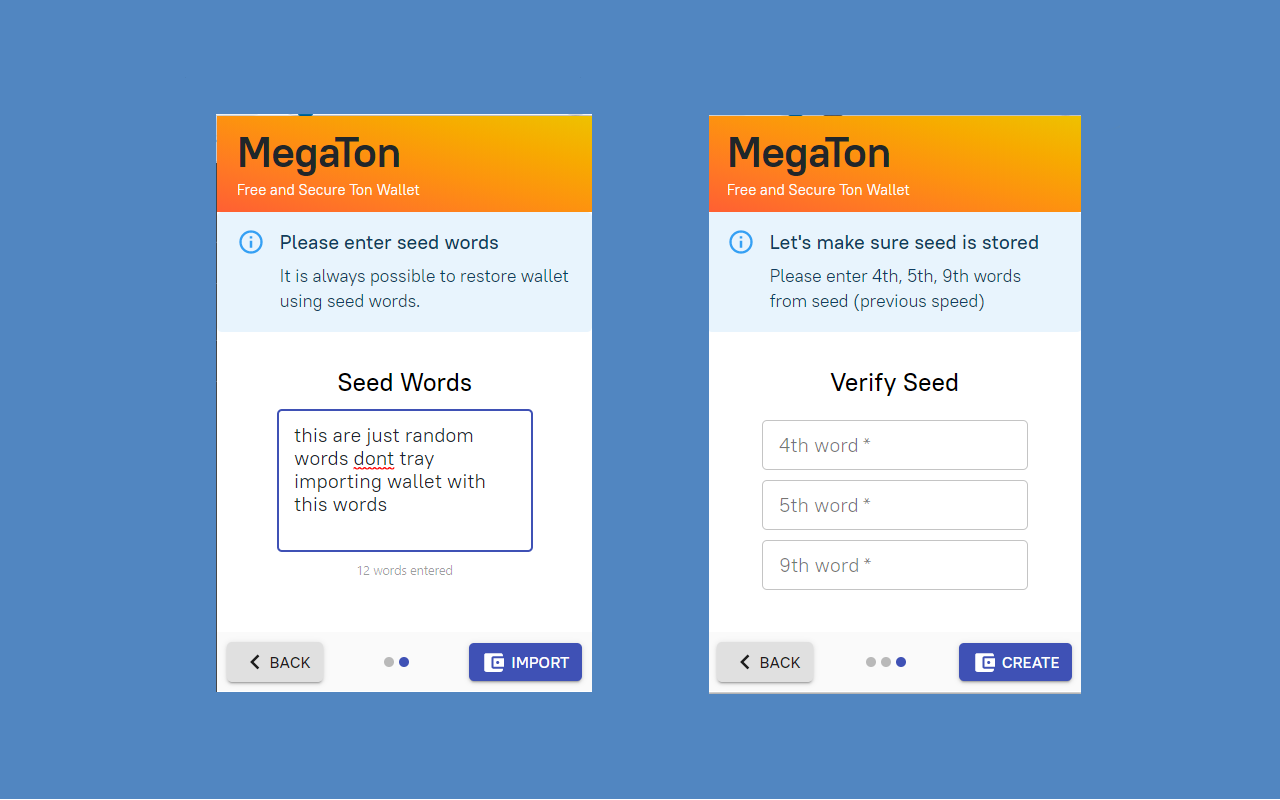 MegaTon
Free and Secure Ton Wallet
Please enter seed words
It is always possible to restore wallet
using seed words.
Seed Words
this are just random
words dont tray
importing wallet with
this words
12 words entered
BACK
IMPORT
MegaTon
Free and Secure Ton Wallet
Let's make sure seed is stored
Please enter 4th, 5th, 9th words
from seed (previous speed)
Verify Seed
4th word *
5th word *
9th word *
BACK
CREATE